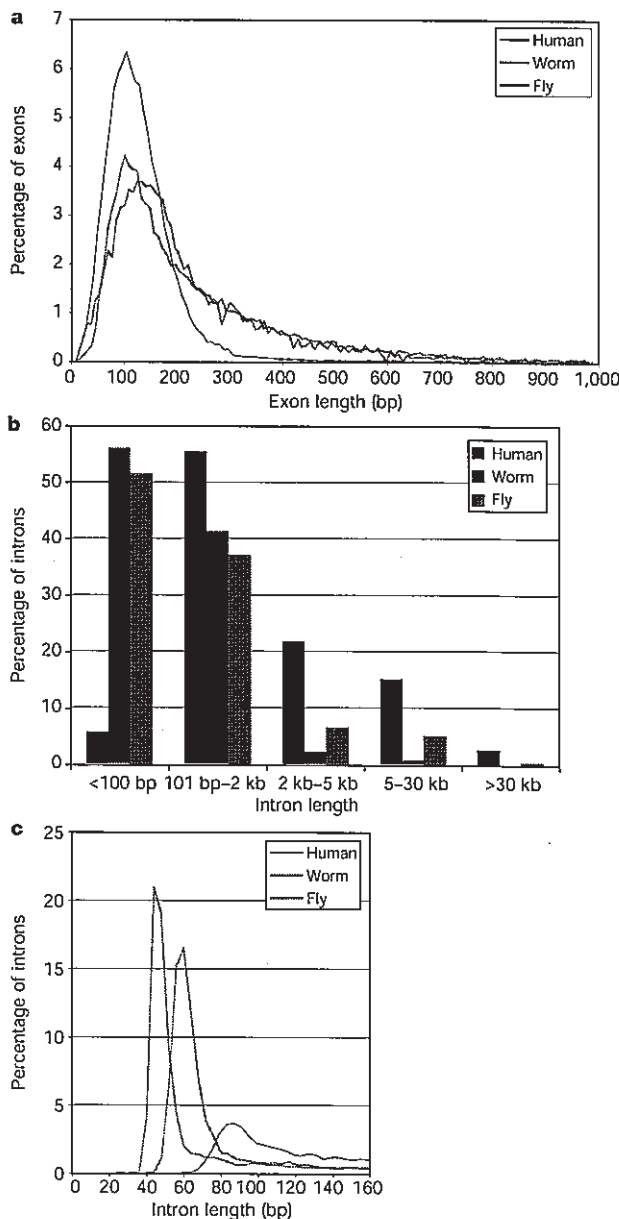 a
7
6
5
4
3
2
1
0
Percentage of exons
Human
Worm
Fly
0 100 200 300 400 500 600 700 800 900 1,000
Exon length (bp)
b
60
50
40
30
20
10
0
Percentage of introns
Human
Worm
Fly
<100 bp 101 bp–2 kb 2 kb–5 kb 5–30 kb >30 kb
Intron length
c
25
20
15
10
5
0
Percentage of introns
Human
Worm
Fly
0 20 40 60 80 100 120 140 160
Intron length (bp)